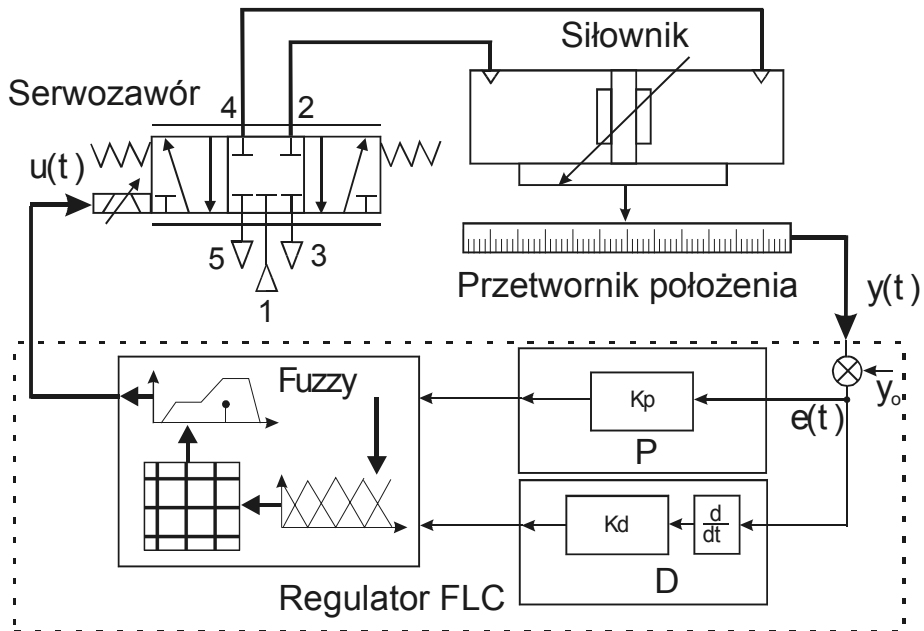 Siłownik
Serwozawór
4
2
u(t)
5
3
1
Przetwornik położenia
y(t)
Fuzzy
Kp
P
e(t)
yₒ
Kd
d
dt
D
Regulator FLC